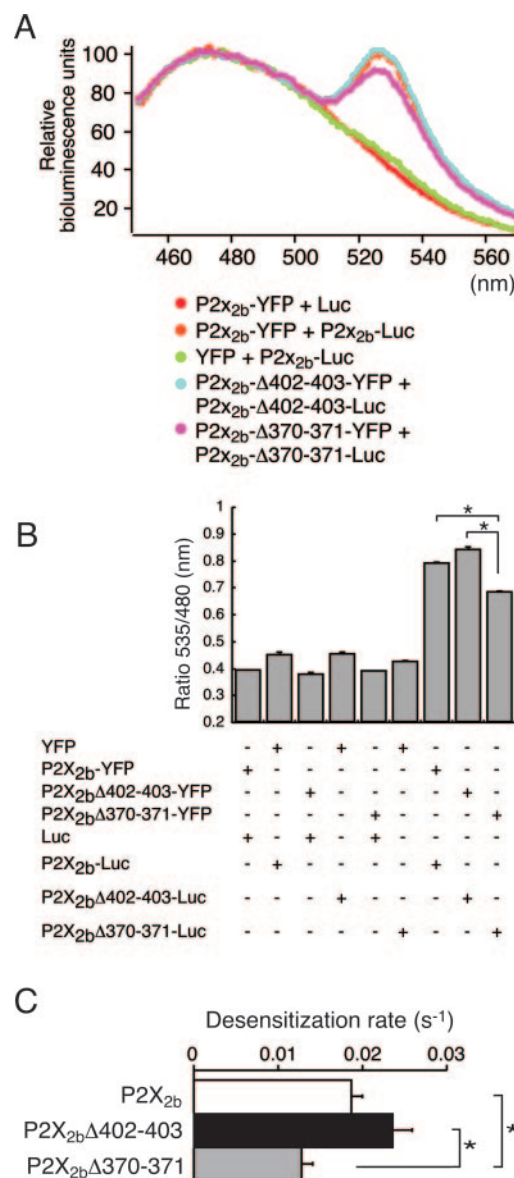 A
Relative
bioluminescence units
100
80
60
40
20
460 480 500 520 540 560
(nm)
P2x2b-YFP + Luc
P2x2b-YFP + P2x2b-Luc
YFP + P2x2b-Luc
P2x2b-Δ402-403-YFP +
P2x2b-Δ402-403-Luc
P2x2b-Δ370-371-YFP +
P2x2b-Δ370-371-Luc
B
Ratio 535/480 (nm)
1
0.9
0.8
0.7
0.6
0.5
0.4
0.3
0.2
* 
*
YFP - + - + - + - - -
P2X2b-YFP + - - - - - + - -
P2X2bΔ402-403-YFP - - + - - - - + -
P2X2bΔ370-371-YFP - - - - + - - - +
Luc + - + - + - - - -
P2X2b-Luc - + - - - - + - -
P2X2bΔ402-403-Luc - - - + - - - + -
P2X2bΔ370-371-Luc - - - - - + - - +
C
Desensitization rate (s-1)
0 0.01 0.02 0.03
P2X2b
P2X2bΔ402-403
P2X2bΔ370-371
*
*